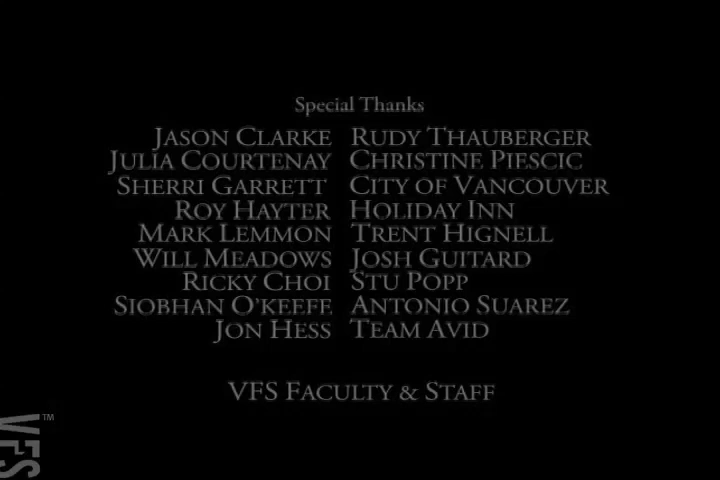 Special Thanks
JASON CLARKE RUDY THAUBERGER
JULIA COURTENAY CHRISTINE PIESCIC
SHERRI GARRETT CITY OF VANCOUVER
ROY HAYTER HOLIDAY INN
MARK LEMMON TRENT HIGNELL
WILL MEADOWS JOSH GUITARD
RICKY CHOI STU POPP
SIOBHAN O'KEEFE ANTONIO SUAREZ
JON HESS TEAM AVID
VFS FACULTY & STAFF
VFS™